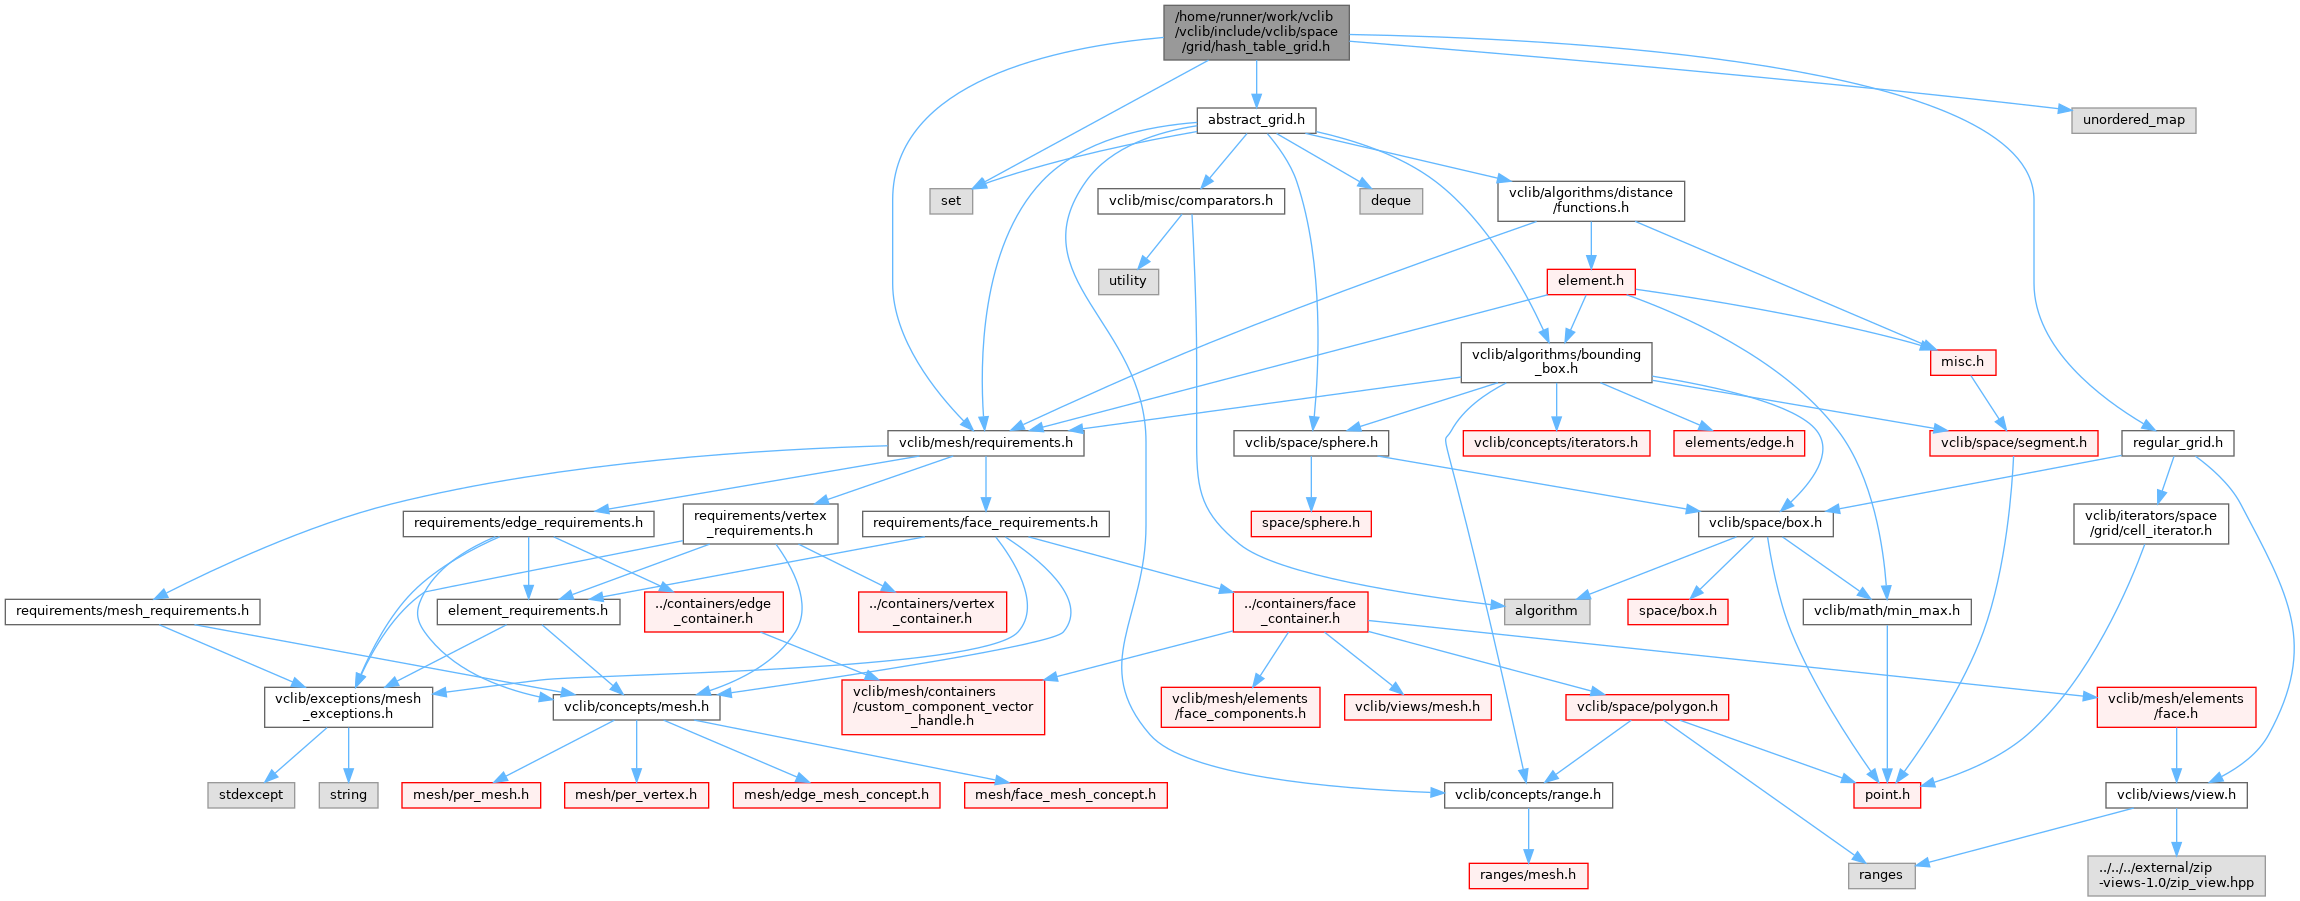 /home/runner/work/vclib
/vclib/include/vclib/space
/grid/hash_table_grid.h
abstract_grid.h
unordered_map
set
vclib/misc/comparators.h
deque
vclib/algorithms/distance
/functions.h
utility
element.h
vclib/algorithms/bounding
_box.h
misc.h
vclib/mesh/requirements.h
vclib/space/sphere.h
vclib/concepts/iterators.h
elements/edge.h
vclib/space/segment.h
regular_grid.h
requirements/edge_requirements.h
requirements/vertex
_requirements.h
requirements/face_requirements.h
space/sphere.h
vclib/space/box.h
vclib/iterators/space
/grid/cell_iterator.h
requirements/mesh_requirements.h
element_requirements.h
../containers/edge
_container.h
../containers/vertex
_container.h
../containers/face
_container.h
algorithm
space/box.h
vclib/math/min_max.h
vclib/exceptions/mesh
_exceptions.h
vclib/concepts/mesh.h
vclib/mesh/containers
/custom_component_vector
_handle.h
vclib/mesh/elements
/face_components.h
vclib/views/mesh.h
vclib/space/polygon.h
vclib/mesh/elements
/face.h
stdexcept
string
mesh/per_mesh.h
mesh/per_vertex.h
mesh/edge_mesh_concept.h
mesh/face_mesh_concept.h
vclib/concepts/range.h
point.h
vclib/views/view.h
ranges/mesh.h
ranges
../../../external/zip
-views-1.0/zip_view.hpp